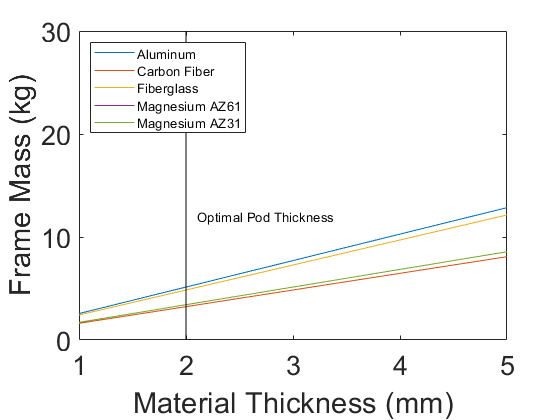 30
20
10
0
Frame Mass (kg)
Aluminum
Carbon Fiber
Fiberglass
Magnesium AZ61
Magnesium AZ31
Optimal Pod Thickness
1 2 3 4 5
Material Thickness (mm)